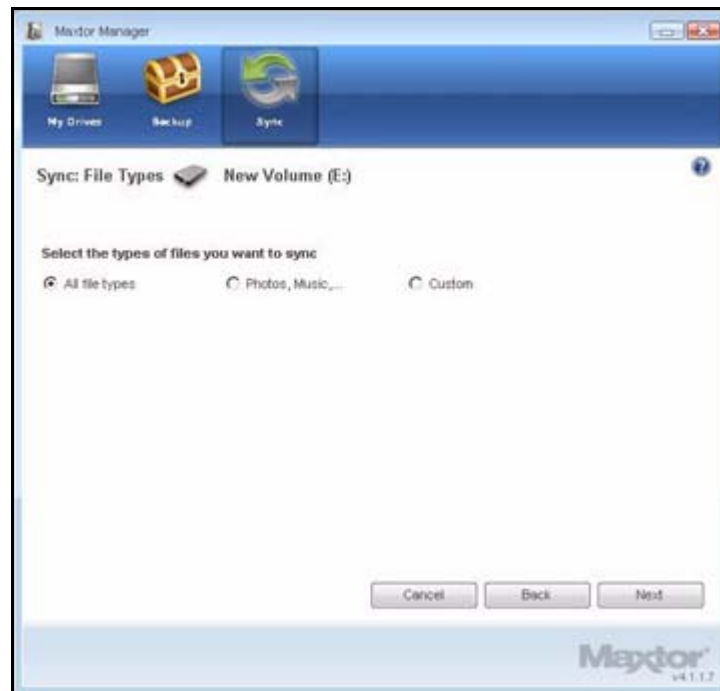 Maxtor Manager
My Drives Backup Sync
Sync: File Types New Volume (E:)
Select the types of files you want to sync
All file types Photos, Music,... Custom
Cancel Back Next
Maxtor
v4.1.1.7